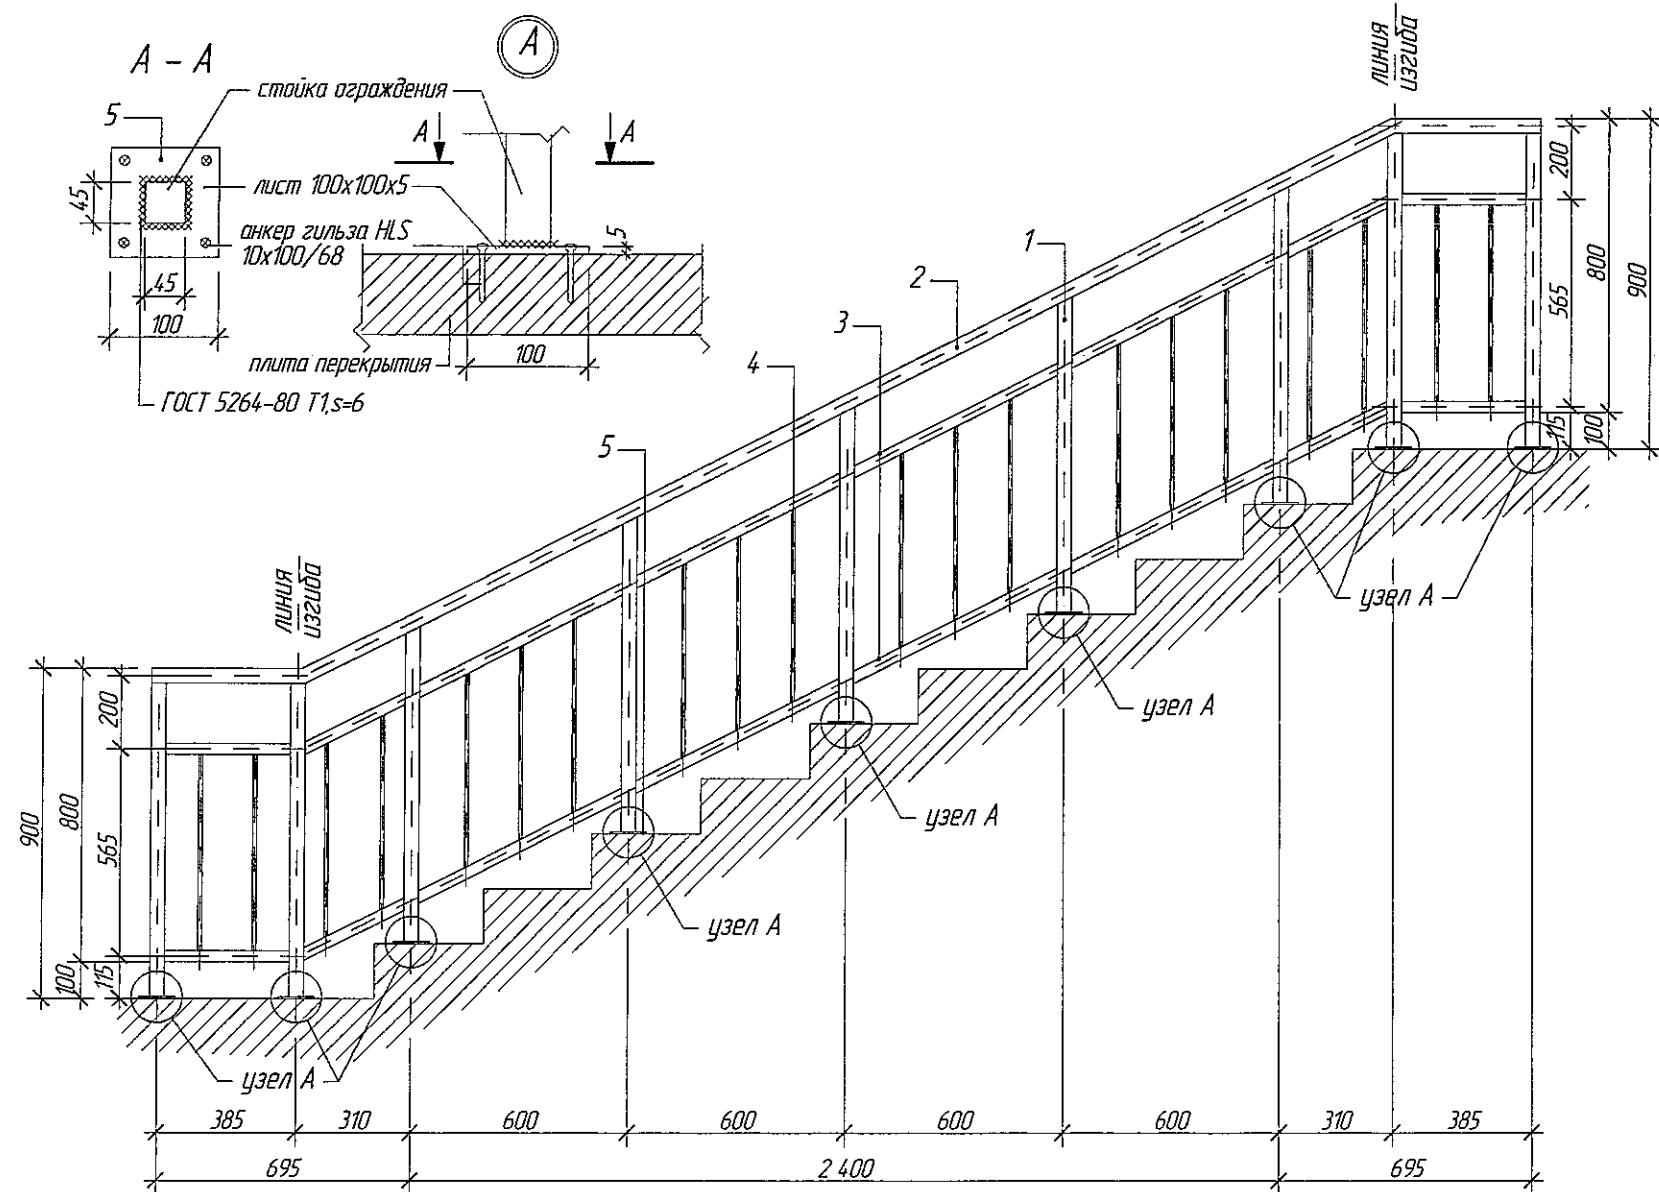 А - А
А
стойка ограждения
5
А
А
45
лист 100х100х5
анкер гильза HLS
10х100/68
5
45
100
плита перекрытия
100
ГОСТ 5264-80 Т1,s=6
линия
изгиба
200
565
800
900
115
100
1
2
3
4
5
узел А
узел А
узел А
узел А
линия
изгиба
900
800
200
565
100
115
узел А
385
310
600
600
600
600
310
385
695
2 400
695